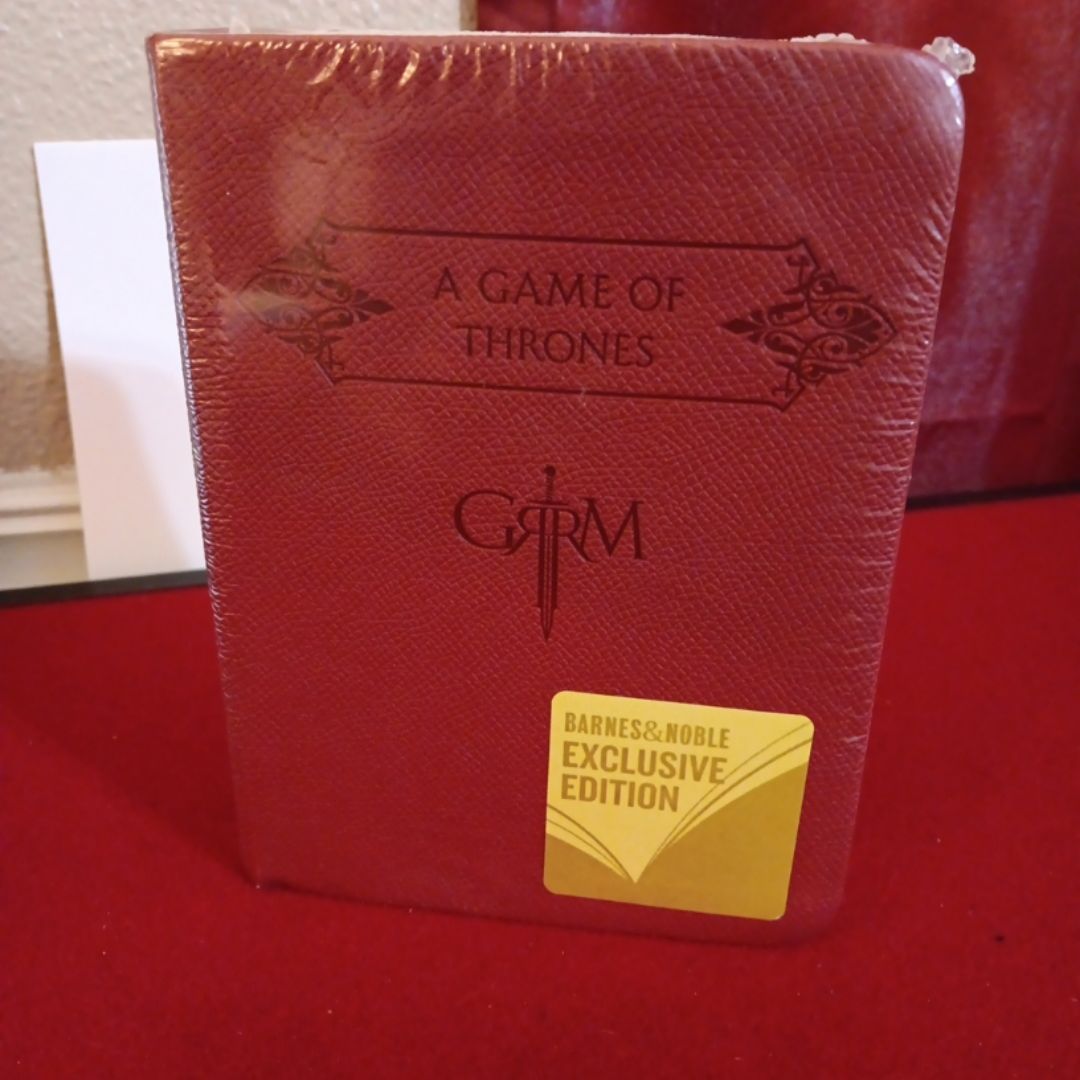 A GAME OF
THRONES
GRRM
BARNES&NOBLE
EXCLUSIVE
EDITION